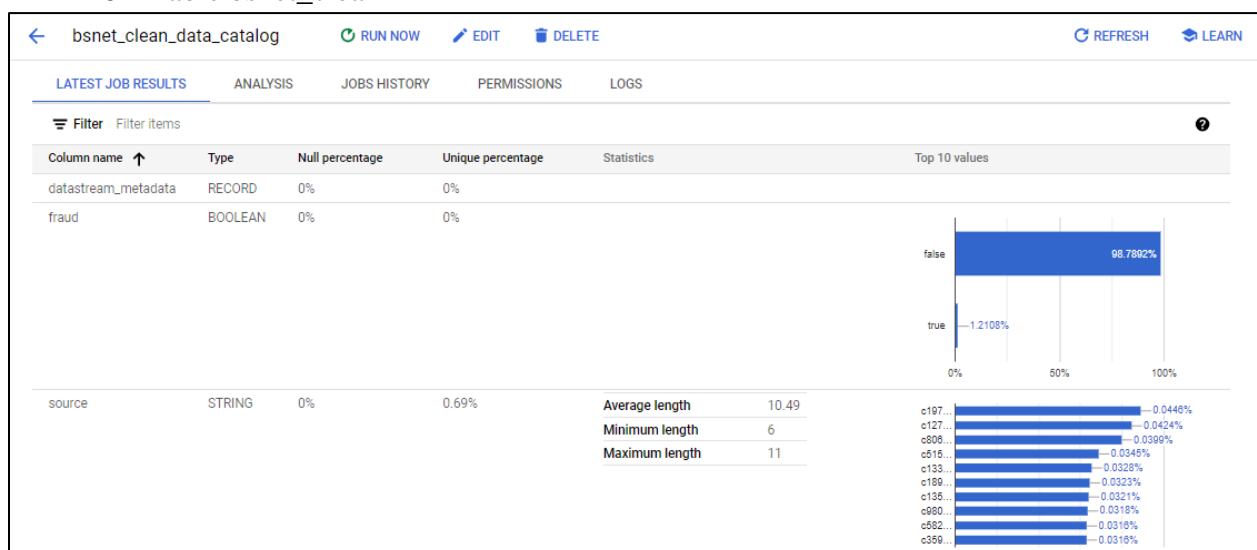 bsnet_clean_data_catalog RUN NOW EDIT DELETE REFRESH LEARN
LATEST JOB RESULTS ANALYSIS JOBS HISTORY PERMISSIONS LOGS
Filter Filter items
Column name Type Null percentage Unique percentage Statistics Top 10 values
datastream_metadata RECORD 0% 0%
fraud BOOLEAN 0% 0%
false 98.7892%
true 1.2108%
0% 50% 100%
source STRING 0% 0.69%
Average length 10.49
Minimum length 6
Maximum length 11
c197... 0.0446%
c127... 0.0424%
c806... 0.0399%
c515... 0.0345%
c133... 0.0328%
c189... 0.0323%
c135... 0.0321%
c980... 0.0318%
c582... 0.0316%
c359... 0.0316%